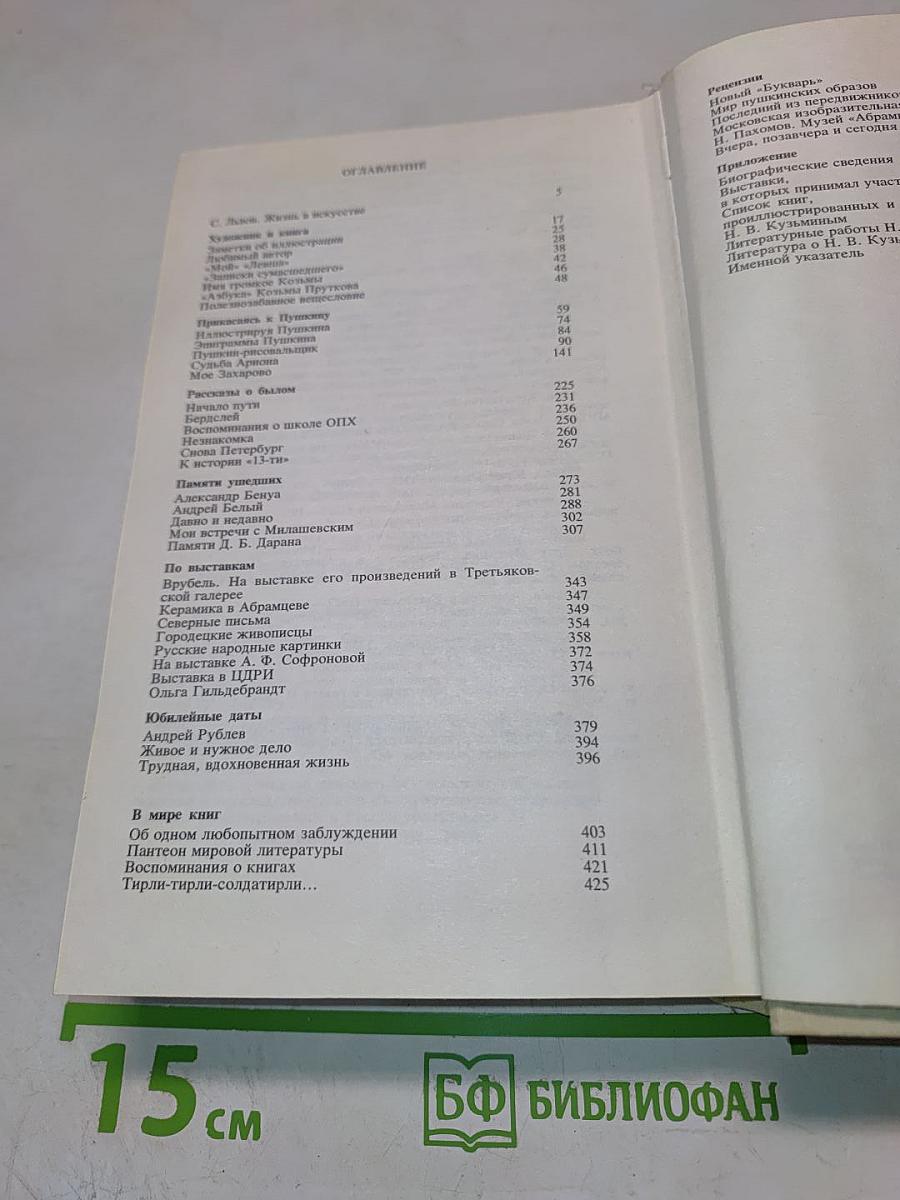 ОГЛАВЛЕНИЕ
С. Львов. Жизнь в искусстве 5
Художник и книга
Заметки об иллюстрации 17
Любимый автор 25
«Мой» «Левша» 28
«Записки сумасшедшего» 38
Имя громкое Козьмы 42
«Азбука» Козьмы Пруткова 46
Полезнозабавное вещесловие 48
Прикасаясь к Пушкину
Иллюстрируя Пушкина 59
Эпиграммы Пушкина 74
Пушкин-рисовальщик 84
Судьба Ариона 90
Мое Захарово 141
Рассказы о былом
Начало пути 225
Бердслей 231
Воспоминания о школе ОПХ 236
Незнакомка 250
Снова Петербург 260
К истории «13-ти» 267
Памяти ушедших
Александр Бенуа 273
Андрей Белый 281
Давно и недавно 288
Мои встречи с Милашевским 302
Памяти Д. Б. Дарана 307
По выставкам
Врубель. На выставке его произведений в Третьяков-
ской галерее 343
Керамика в Абрамцеве 347
Северные письма 349
Городецкие живописцы 354
Русские народные картинки 358
На выставке А. Ф. Софроновой 372
Выставка в ЦДРИ 374
Ольга Гильдебрандт 376
Юбилейные даты
Андрей Рублев 379
Живое и нужное дело 394
Трудная, вдохновенная жизнь 396
В мире книг
Об одном любопытном заблуждении 403
Пантеон мировой литературы 411
Воспоминания о книгах 421
Тирли-тирли-солдатирли... 425
Рецензии
Новый «Букварь»
Мир пушкинских образов
Последний из передвижников
Московская изобразительная
Н. Пахомов. Музей «Абрамц
Вчера, позавчера и сегодня
Приложение
Биографические сведения
Выставки,
в которых принимал участ
Список книг,
проиллюстрированных и
Н. В. Кузьминым
Литературные работы Н.
Литература о Н. В. Кузь
Именной указатель
15 см
БФ БИБЛИОФАН